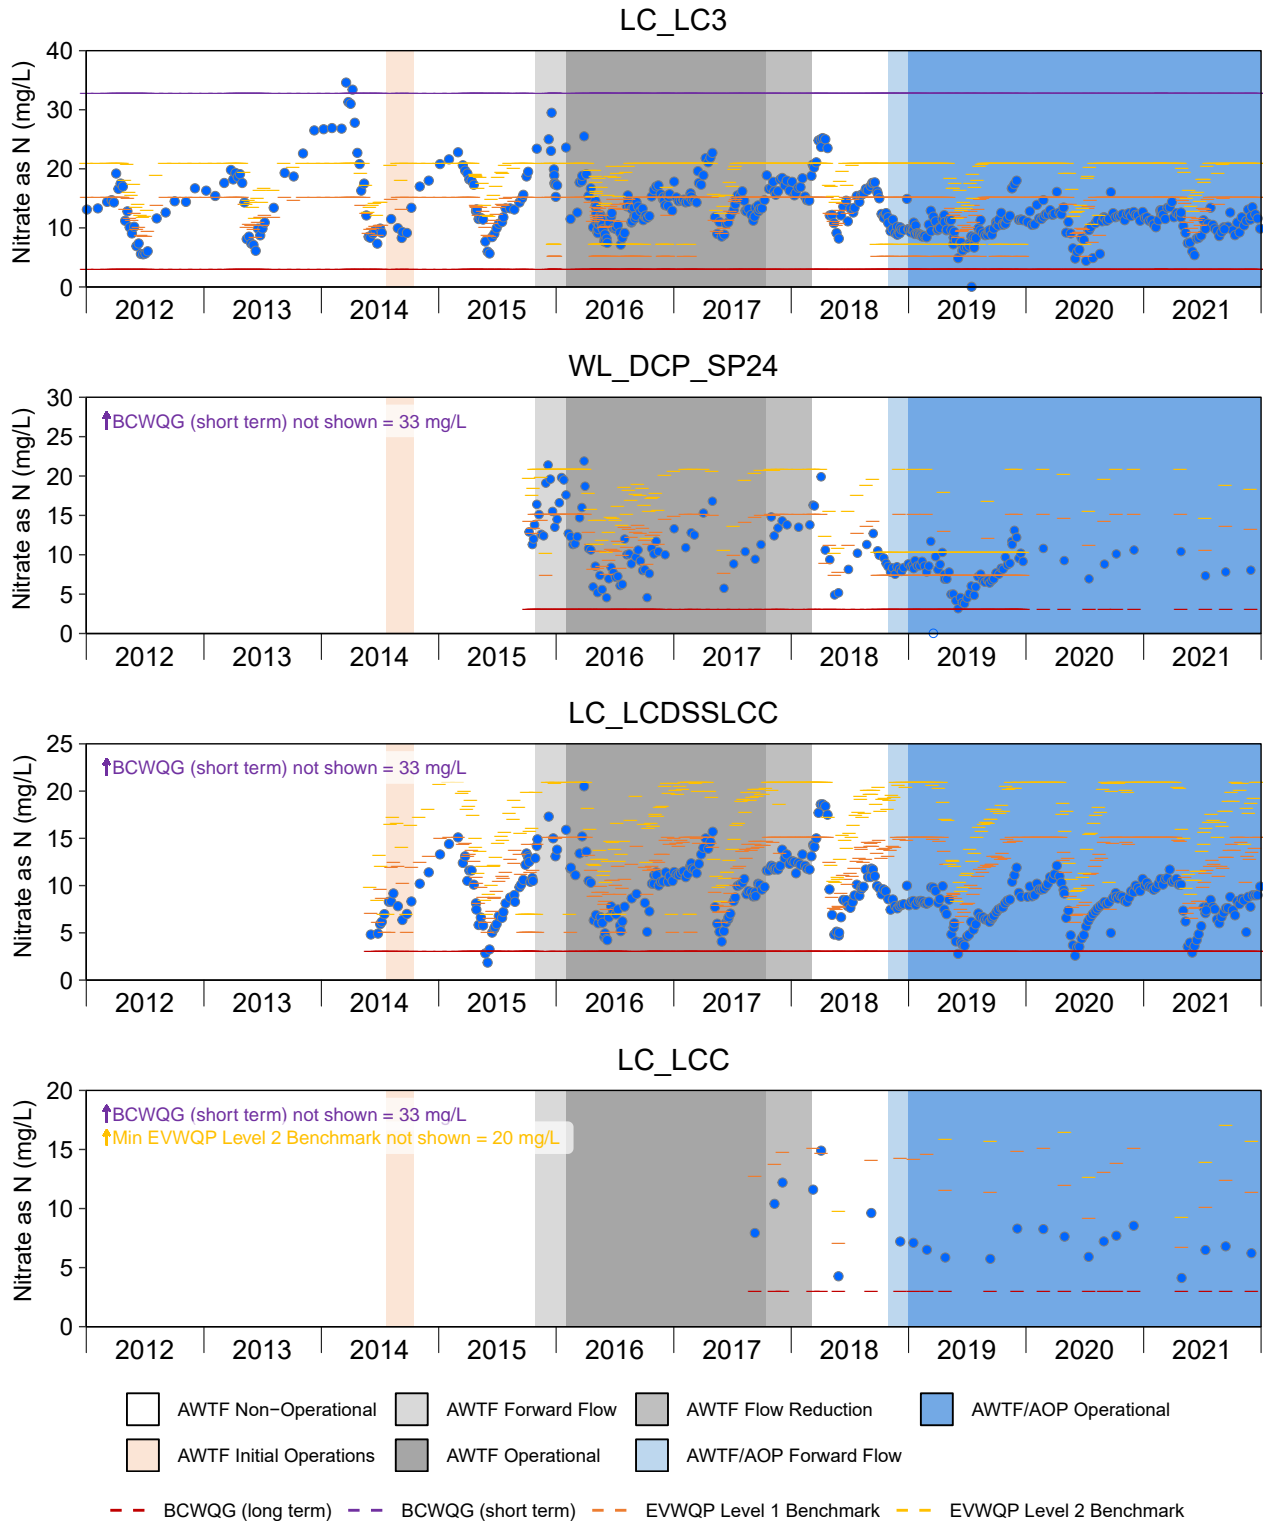 LC_LC3
Nitrate as N (mg/L)
40
30
20
10
0
2012 2013 2014 2015 2016 2017 2018 2019 2020 2021
WL_DCP_SP24
Nitrate as N (mg/L)
30
25
20
15
10
5
0
BCWQG (short term) not shown = 33 mg/L
2012 2013 2014 2015 2016 2017 2018 2019 2020 2021
LC_LCDSSLCC
Nitrate as N (mg/L)
25
20
15
10
5
0
BCWQG (short term) not shown = 33 mg/L
2012 2013 2014 2015 2016 2017 2018 2019 2020 2021
LC_LCC
Nitrate as N (mg/L)
20
15
10
5
0
BCWQG (short term) not shown = 33 mg/L
Min EVWQP Level 2 Benchmark not shown = 20 mg/L
2012 2013 2014 2015 2016 2017 2018 2019 2020 2021
AWTF Non−Operational AWTF Forward Flow AWTF Flow Reduction AWTF/AOP Operational
AWTF Initial Operations AWTF Operational AWTF/AOP Forward Flow
BCWQG (long term) BCWQG (short term) EVWQP Level 1 Benchmark EVWQP Level 2 Benchmark